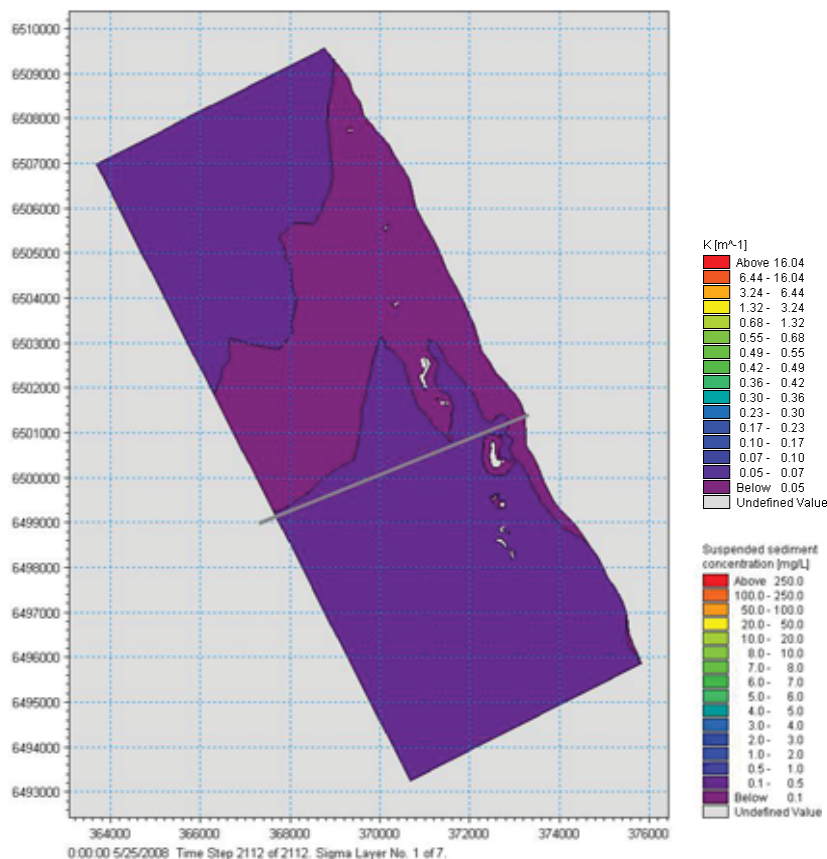 6510000
6509000
6508000
6507000
6506000
6505000
6504000
6503000
6502000
6501000
6500000
6499000
6498000
6497000
6496000
6495000
6494000
6493000
364000 366000 368000 370000 372000 374000 376000
0:00:00 5/25/2008 Time Step 2112 of 2112. Sigma Layer No. 1 of 7.
K [m^-1]
Above 16.04
6.44 - 16.04
3.24 - 6.44
1.32 - 3.24
0.68 - 1.32
0.55 - 0.68
0.49 - 0.55
0.42 - 0.49
0.36 - 0.42
0.30 - 0.36
0.23 - 0.30
0.17 - 0.23
0.10 - 0.17
0.07 - 0.10
0.05 - 0.07
Below 0.05
Undefined Value
Suspended sediment
concentration [mg/L]
Above 250.0
100.0 - 250.0
50.0 - 100.0
20.0 - 50.0
10.0 - 20.0
8.0 - 10.0
7.0 - 8.0
6.0 - 7.0
5.0 - 6.0
4.0 - 5.0
3.0 - 4.0
2.0 - 3.0
1.0 - 2.0
0.5 - 1.0
0.1 - 0.5
Below 0.1
Undefined Value